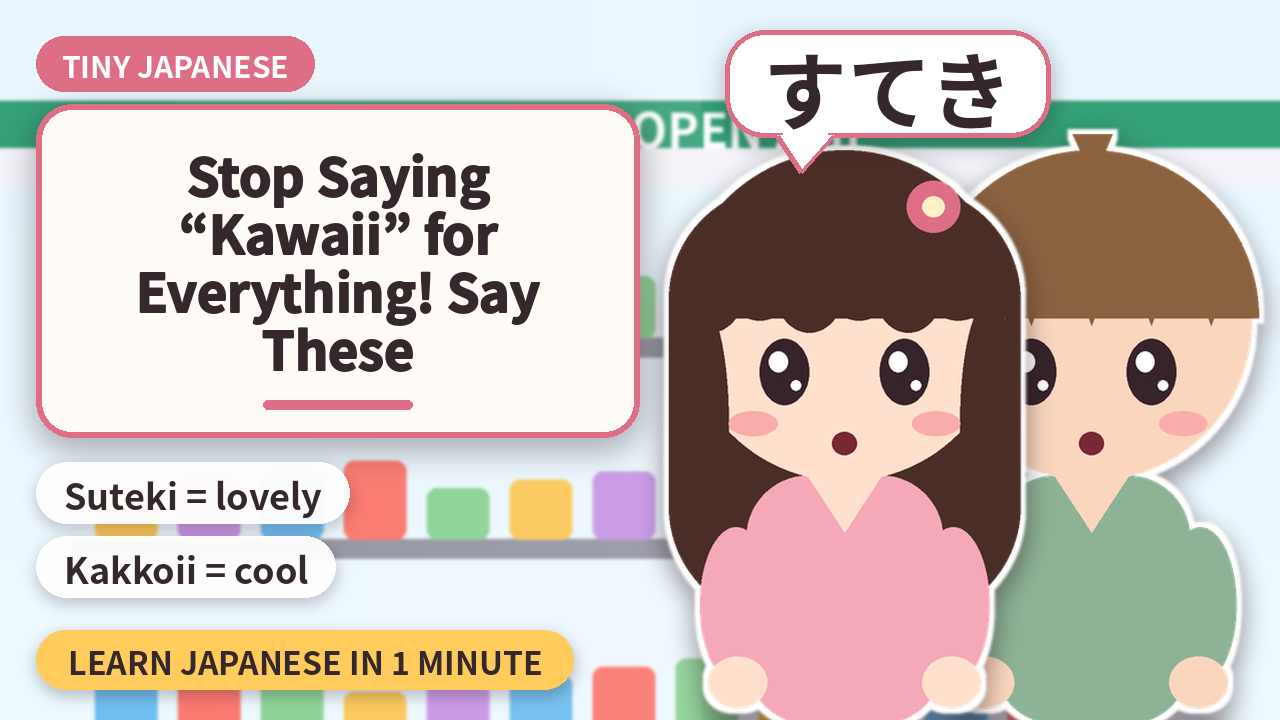 TINY JAPANESE
すてき
OPEN
Stop Saying
“Kawaii” for
Everything! Say
These
Suteki = lovely
Kakkoii = cool
LEARN JAPANESE IN 1 MINUTE